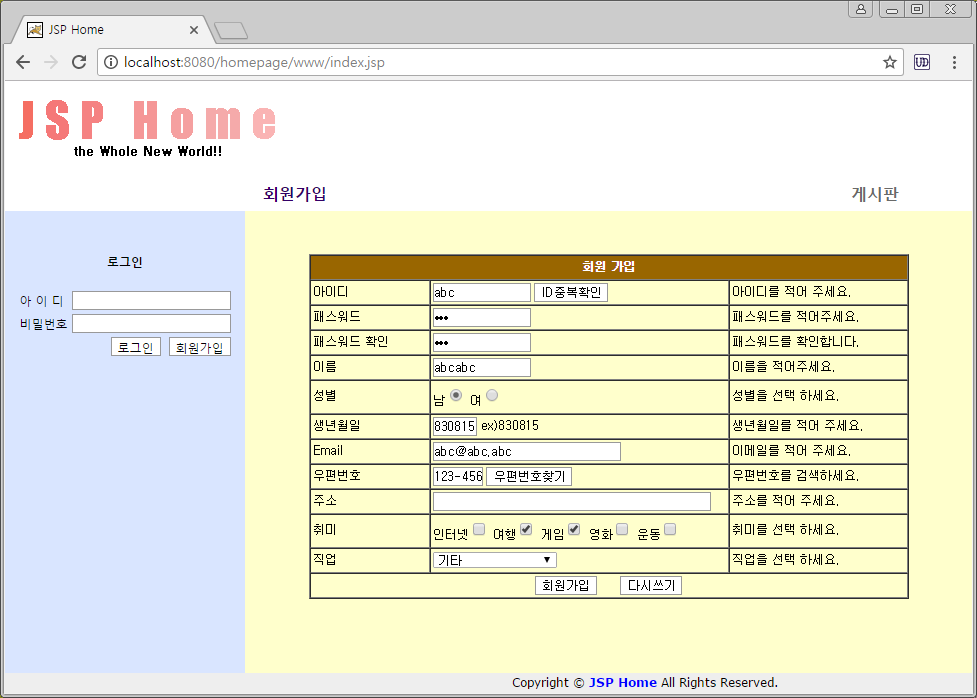 JSP Home
localhost:8080/homepage/www/index.jsp
UD
JSP Home
the Whole New World!!
회원가입 게시판
로그인
아 이 디
비밀번호
로그인 회원가입
회원 가입
아이디 abc ID중복확인 아이디를 적어 주세요.
패스워드 ••• 패스워드를 적어주세요.
패스워드 확인 ••• 패스워드를 확인합니다.
이름 abcabc 이름을 적어주세요.
성별 남 여 성별을 선택 하세요.
생년월일 830815 ex)830815 생년월일를 적어 주세요.
Email abc@abc.abc 이메일를 적어 주세요.
우편번호 123-456 우편번호찾기 우편번호를 검색하세요.
주소 주소를 적어 주세요.
취미 인터넷 여행 게임 영화 운동 취미를 선택 하세요.
직업 기타 직업을 선택 하세요.
회원가입 다시쓰기
Copyright © JSP Home All Rights Reserved.